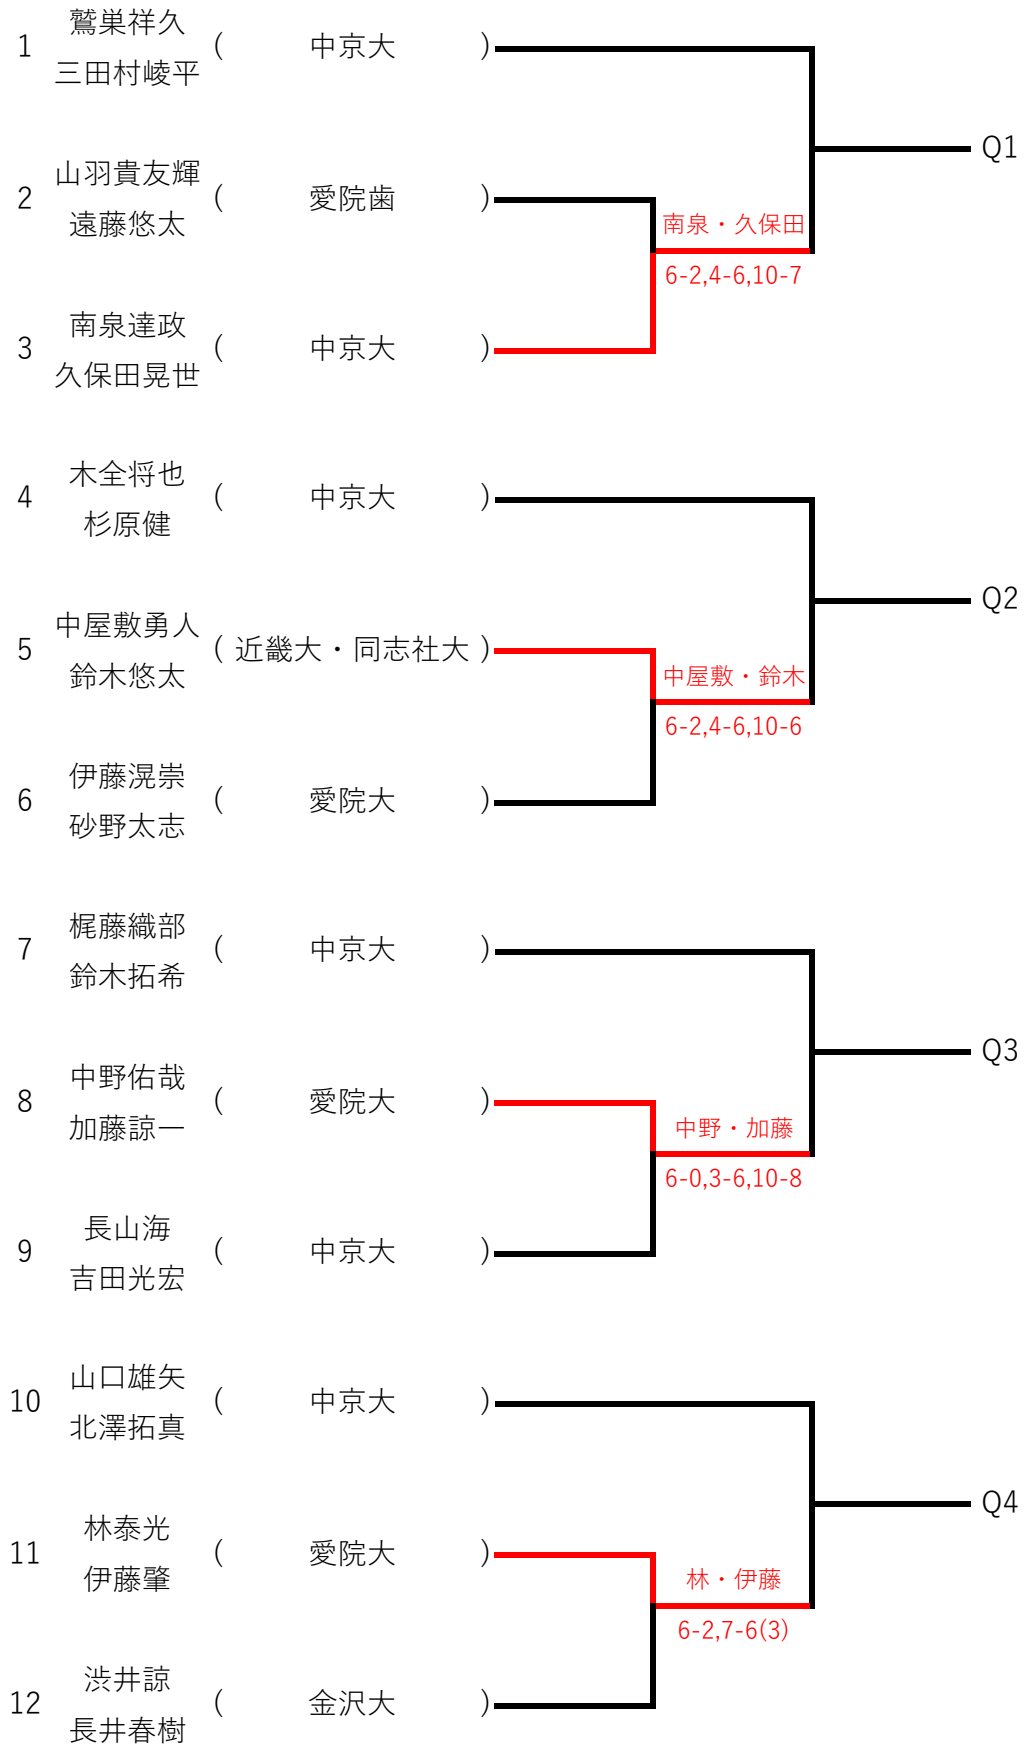 鷲巣祥久
1 ( 中京大 )
三田村崚平
Q1
山羽貴友輝
2 ( 愛院歯 )
遠藤悠太
南泉・久保田
6-2,4-6,10-7
南泉達政
3 ( 中京大 )
久保田晃世
木全将也
4 ( 中京大 )
杉原健
Q2
中屋敷勇人
5 ( 近畿大・同志社大 )
鈴木悠太
中屋敷・鈴木
6-2,4-6,10-6
伊藤滉崇
6 ( 愛院大 )
砂野太志
梶藤織部
7 ( 中京大 )
鈴木拓希
Q3
中野佑哉
8 ( 愛院大 )
加藤諒一
中野・加藤
6-0,3-6,10-8
長山海
9 ( 中京大 )
吉田光宏
山口雄矢
10 ( 中京大 )
北澤拓真
Q4
林泰光
11 ( 愛院大 )
伊藤肇
林・伊藤
6-2,7-6(3)
渋井諒
12 ( 金沢大 )
長井春樹